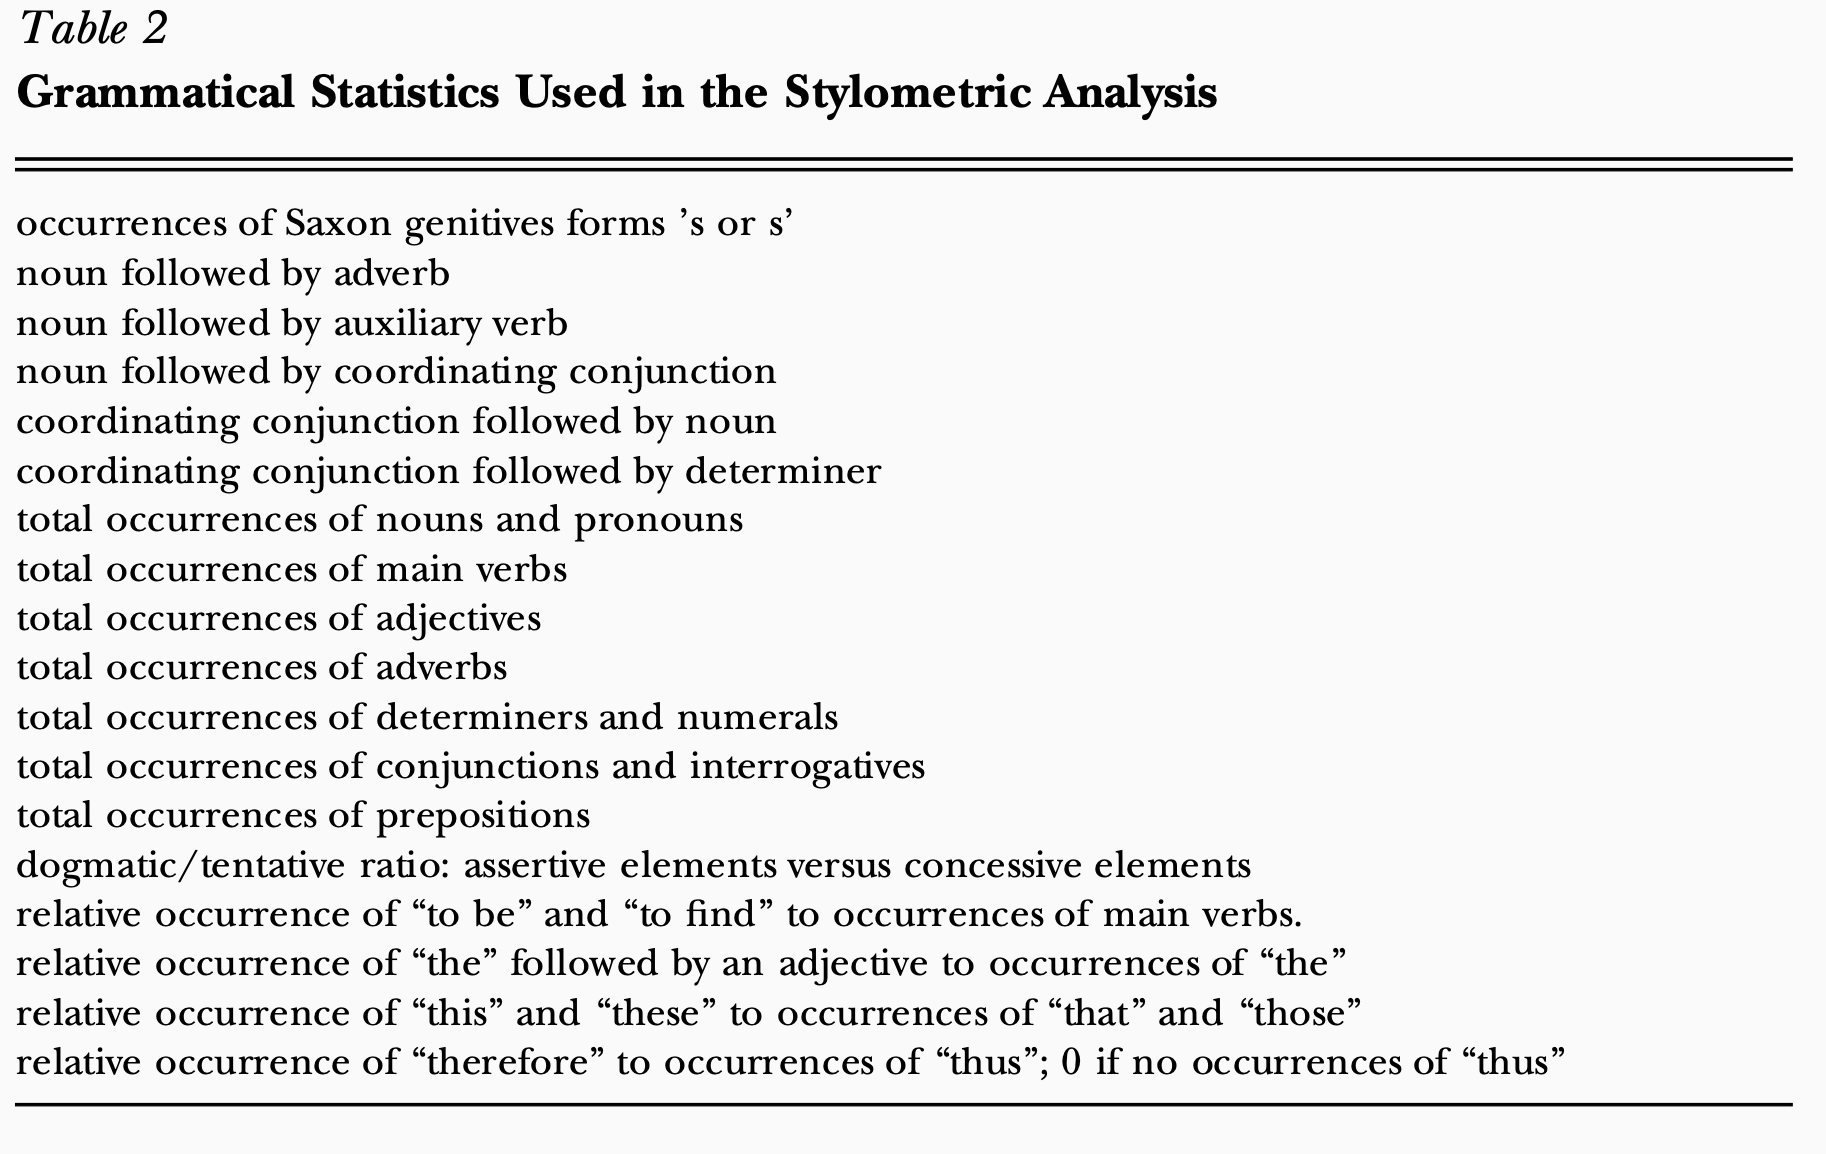 Table 2
Grammatical Statistics Used in the Stylometric Analysis
occurrences of Saxon genitives forms ’s or s’
noun followed by adverb
noun followed by auxiliary verb
noun followed by coordinating conjunction
coordinating conjunction followed by noun
coordinating conjunction followed by determiner
total occurrences of nouns and pronouns
total occurrences of main verbs
total occurrences of adjectives
total occurrences of adverbs
total occurrences of determiners and numerals
total occurrences of conjunctions and interrogatives
total occurrences of prepositions
dogmatic/tentative ratio: assertive elements versus concessive elements
relative occurrence of “to be” and “to find” to occurrences of main verbs.
relative occurrence of “the” followed by an adjective to occurrences of “the”
relative occurrence of “this” and “these” to occurrences of “that” and “those”
relative occurrence of “therefore” to occurrences of “thus”; 0 if no occurrences of “thus”